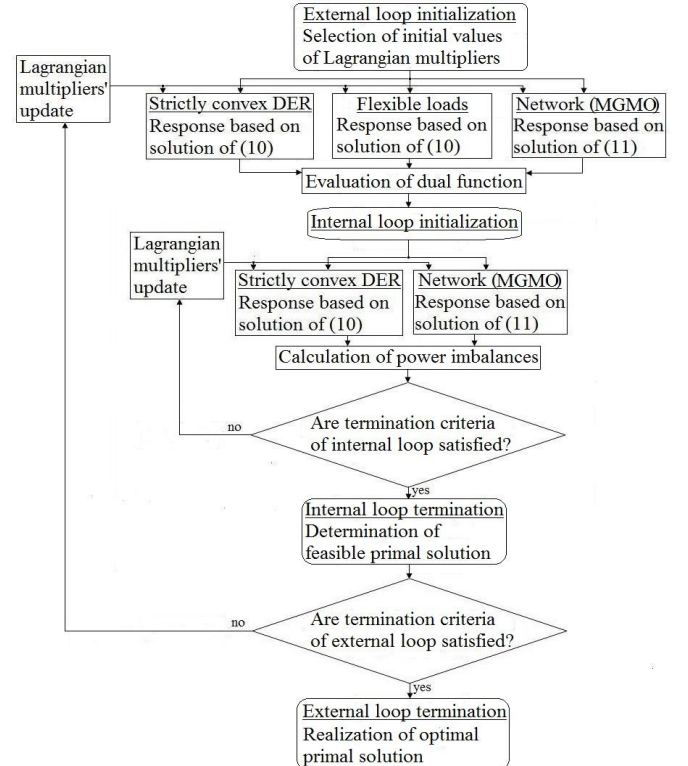 External loop initialization
Selection of initial values
of Lagrangian multipliers
Lagrangian
multipliers'
update
Strictly convex DER
Response based on
solution of (10)
Flexible loads
Response based on
solution of (10)
Network (MGMO)
Response based on
solution of (11)
Evaluation of dual function
Internal loop initialization
Lagrangian
multipliers'
update
Strictly convex DER
Response based on
solution of (10)
Network (MGMO)
Response based on
solution of (11)
Calculation of power imbalances
no
Are termination criteria
of internal loop satisfied?
yes
Internal loop termination
Determination of
feasible primal solution
no
Are termination criteria
of external loop satisfied?
yes
External loop termination
Realization of optimal
primal solution